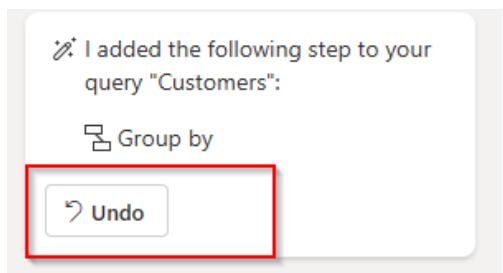 I added the following step to your
query "Customers":
Group by
Undo